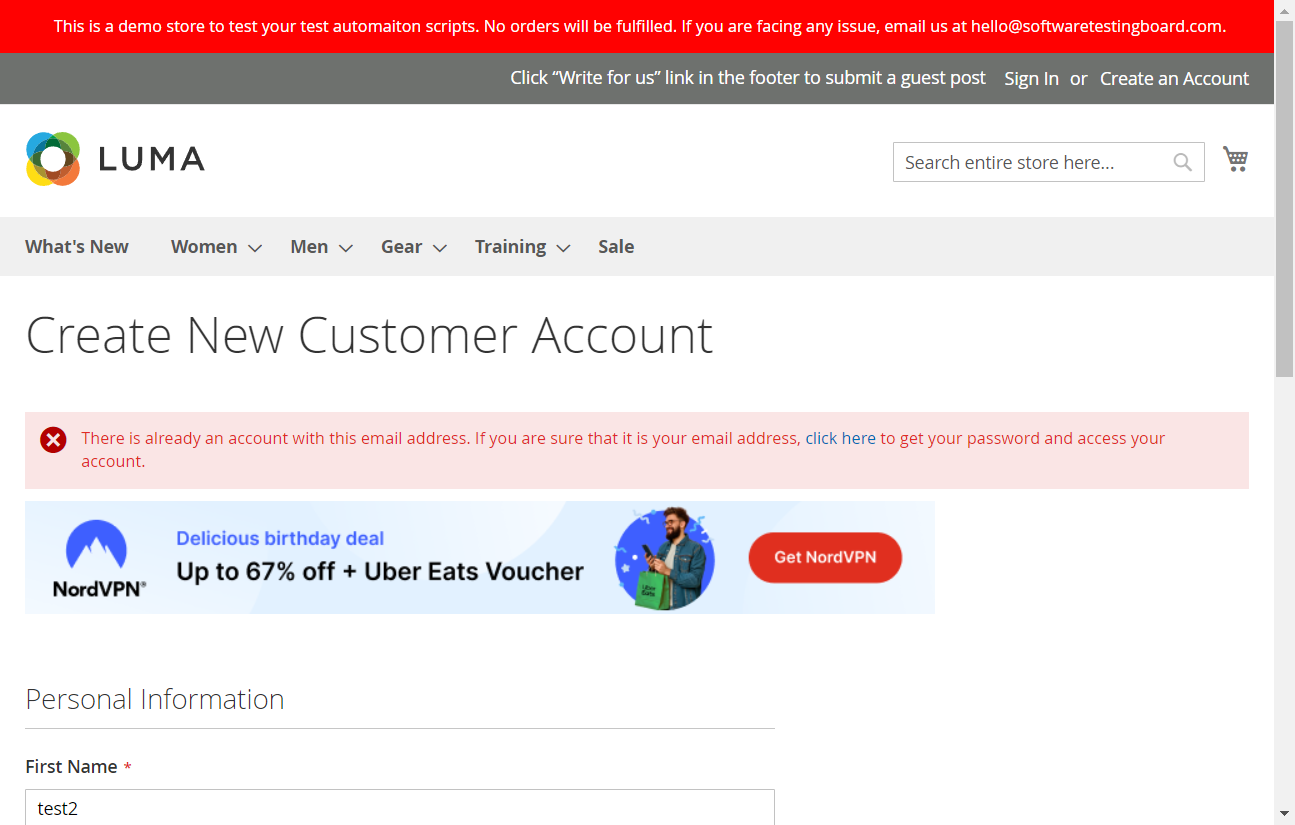 This is a demo store to test your test automaiton scripts. No orders will be fulfilled. If you are facing any issue, email us at hello@softwaretestingboard.com.
Click “Write for us” link in the footer to submit a guest post Sign In or Create an Account
LUMA
Search entire store here...
What's New Women Men Gear Training Sale
Create New Customer Account
There is already an account with this email address. If you are sure that it is your email address, click here to get your password and access your
account.
NordVPN®
Delicious birthday deal
Up to 67% off + Uber Eats Voucher
Uber
Eats
Get NordVPN
Personal Information
First Name *
test2